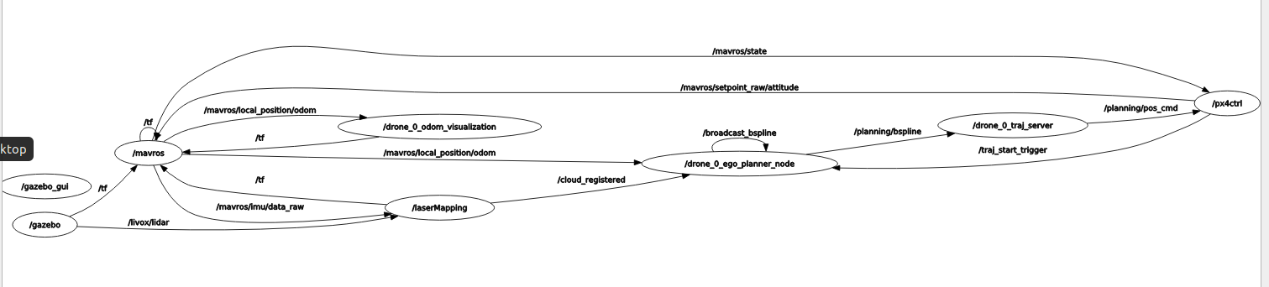 /mavros/state
/mavros/setpoint_raw/attitude
/px4ctrl
/planning/pos_cmd
/mavros/local_position/odom
/tf
/drone_0_odom_visualization
/drone_0_traj_server
/broadcast_bspline
/planning/bspline
/tf
ktop
/mavros
/mavros/local_position/odom
/traj_start_trigger
/drone_0_ego_planner_node
/gazebo_gui
/tf
/tf
/cloud_registered
/mavros/imu/data_raw
/laserMapping
/gazebo
/livox/lidar